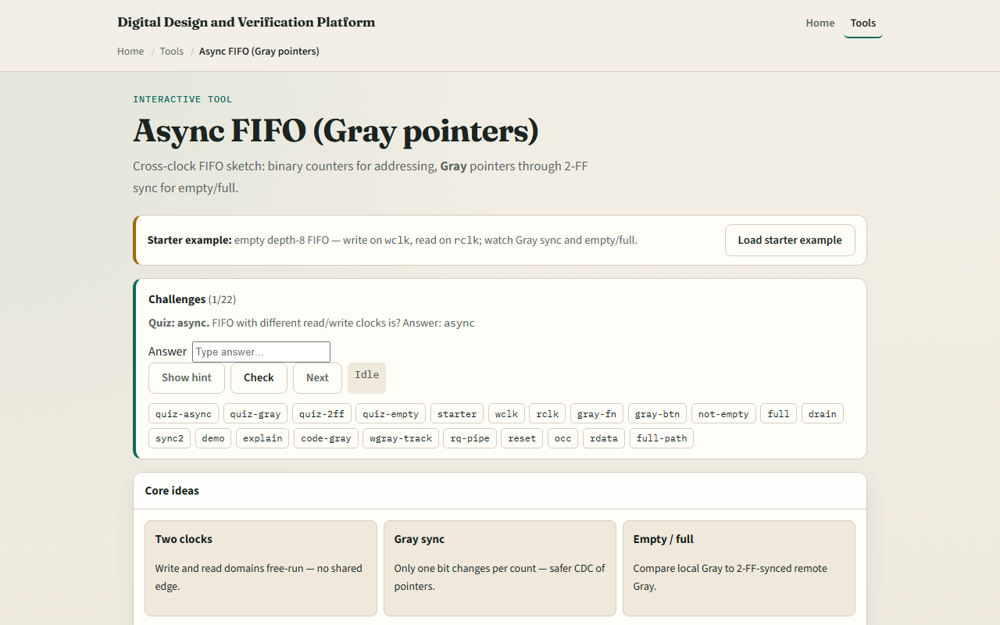 Digital Design and Verification Platform
Home Tools
Home / Tools / Async FIFO (Gray pointers)
INTERACTIVE TOOL
Async FIFO (Gray pointers)
Cross-clock FIFO sketch: binary counters for addressing, Gray pointers through 2-FF
sync for empty/full.
Starter example: empty depth-8 FIFO — write on wclk, read on rclk; watch Gray sync and empty/full.
Load starter example
Challenges (1/22)
Quiz: async. FIFO with different read/write clocks is? Answer: async
Answer Type answer...
Show hint Check Next Idle
quiz-async quiz-gray quiz-2ff quiz-empty starter wclk rclk gray-fn gray-btn not-empty full drain
sync2 demo explain code-gray wgray-track rq-pipe reset occ rdata full-path
Core ideas
Two clocks
Write and read domains free-run — no shared
edge.
Gray sync
Only one bit changes per count — safer CDC of
pointers.
Empty / full
Compare local Gray to 2-FF-synced remote
Gray.